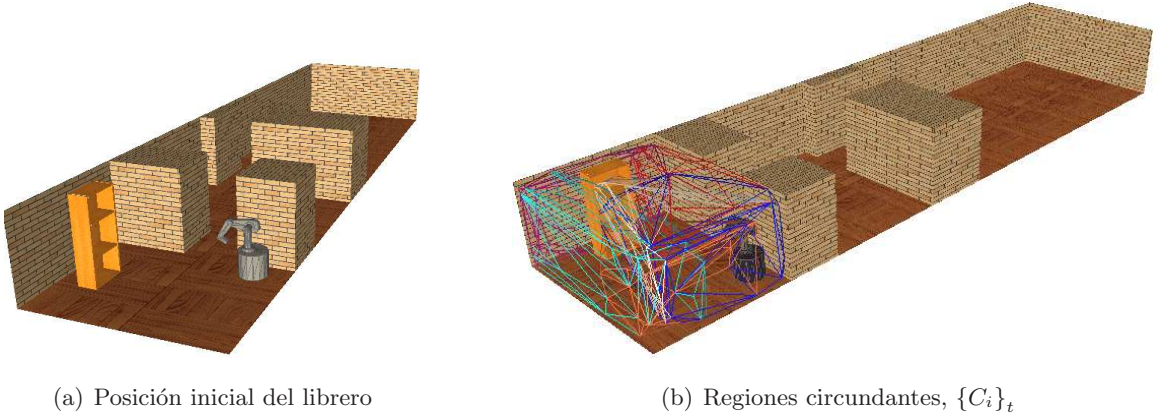 (a) Posición inicial del librero
(b) Regiones circundantes, {C_i}_t